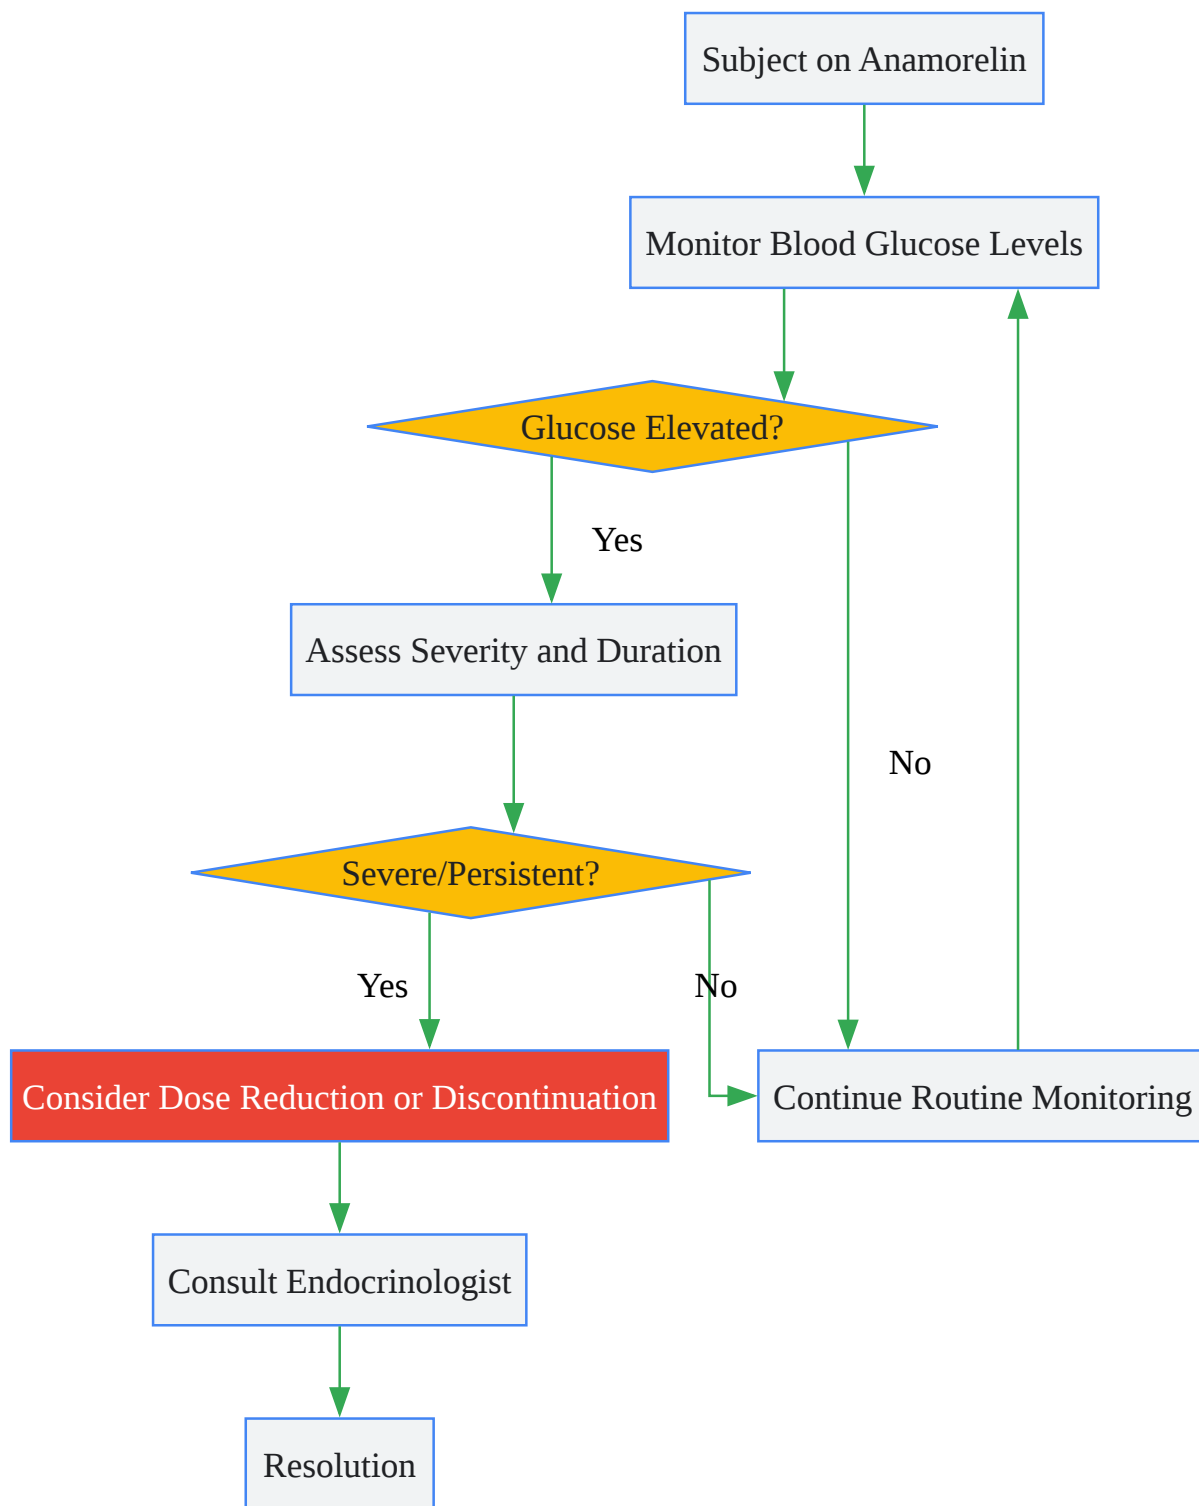 Subject on Anamorelin
Monitor Blood Glucose Levels
Glucose Elevated?
Yes
Assess Severity and Duration
No
Severe/Persistent?
Yes
No
Consider Dose Reduction or Discontinuation
Continue Routine Monitoring
Consult Endocrinologist
Resolution